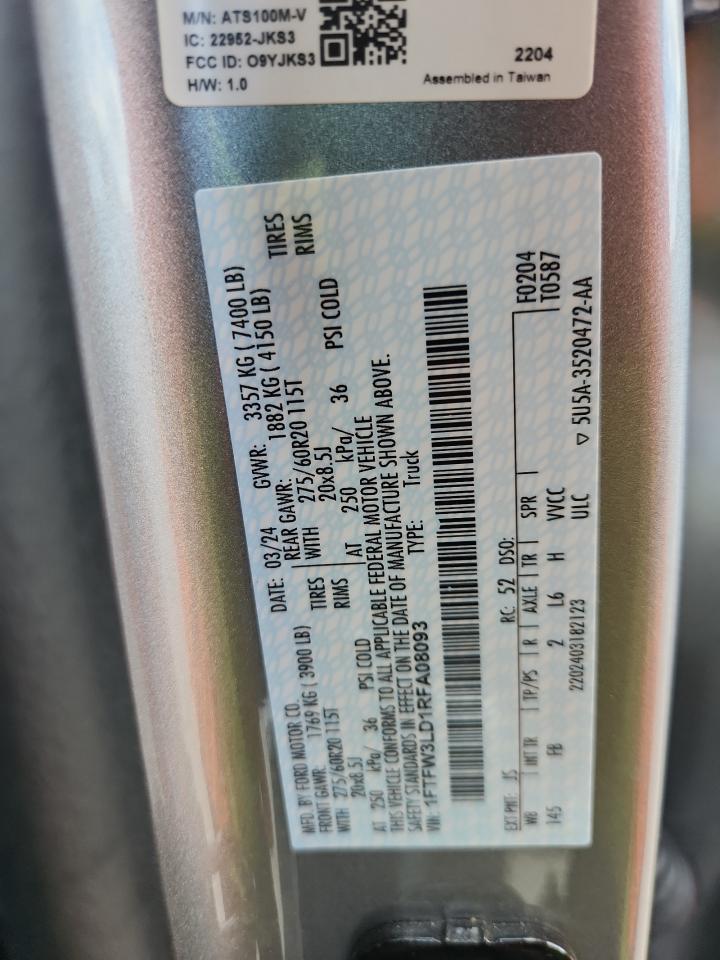 M/N: ATS100M-V
IC: 22952-JKS3
FCC ID: O9YJKS3
H/W: 1.0
2204
Assembled in Taiwan
MFD. BY FORD MOTOR CO.
DATE: 03/24 GVWR: 3357 KG ( 7400 LB)
FRONT GAWR: 1769 KG ( 3900 LB) REAR GAWR: 1882 KG ( 4150 LB)
WITH 275/60R20 115T TIRES WITH 275/60R20 115T TIRES
20x8.5J RIMS 20x8.5J RIMS
AT 250 kPa/ 36 PSI COLD AT 250 kPa/ 36 PSI COLD
THIS VEHICLE CONFORMS TO ALL APPLICABLE FEDERAL MOTOR VEHICLE
SAFETY STANDARDS IN EFFECT ON THE DATE OF MANUFACTURE SHOWN ABOVE.
VIN: 1FTFW3LD1RFA08093 TYPE: Truck
F0204
T0587
EXT PNT: JS RC: 52 DSO:
WB INT TR TP/PS R AXLE TR SPR
145 FB 2 L6 H VVCC
2202403182123 ULC ▽ 5U5A-3520472-AA